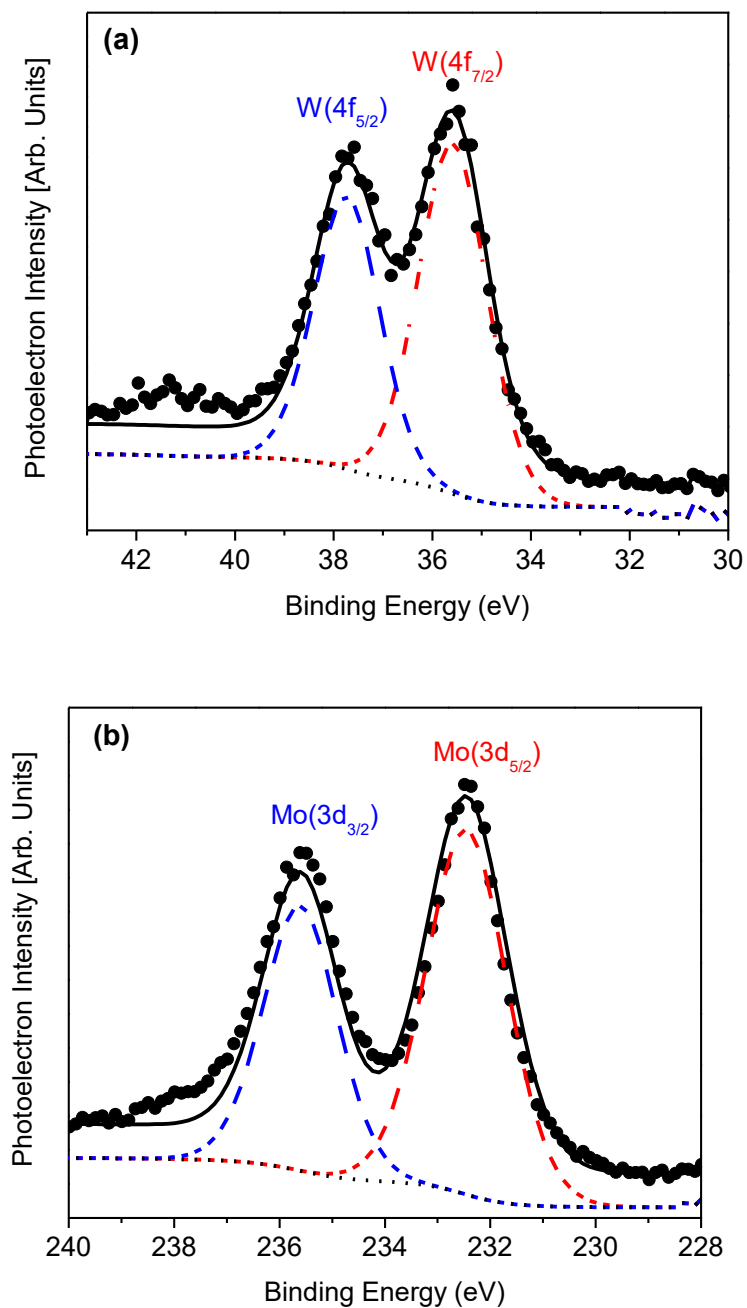 (a)
W(4f7/2)
W(4f5/2)
Photoelectron Intensity [Arb. Units]
42 40 38 36 34 32 30
Binding Energy (eV)
(b)
Mo(3d5/2)
Mo(3d3/2)
Photoelectron Intensity [Arb. Units]
240 238 236 234 232 230 228
Binding Energy (eV)